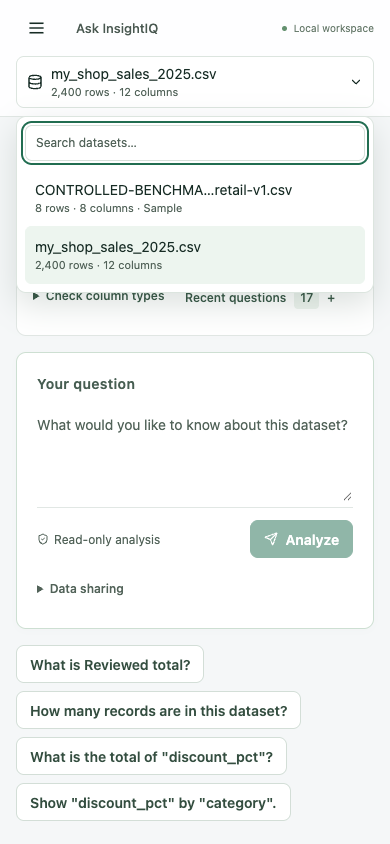 Ask InsightIQ
Local workspace
my_shop_sales_2025.csv
2,400 rows · 12 columns
Search datasets...
CONTROLLED-BENCHMA...retail-v1.csv
8 rows · 8 columns · Sample
my_shop_sales_2025.csv
2,400 rows · 12 columns
Check column types
Recent questions 17 +
Your question
What would you like to know about this dataset?
Read-only analysis
Analyze
Data sharing
What is Reviewed total?
How many records are in this dataset?
What is the total of "discount_pct"?
Show "discount_pct" by "category".